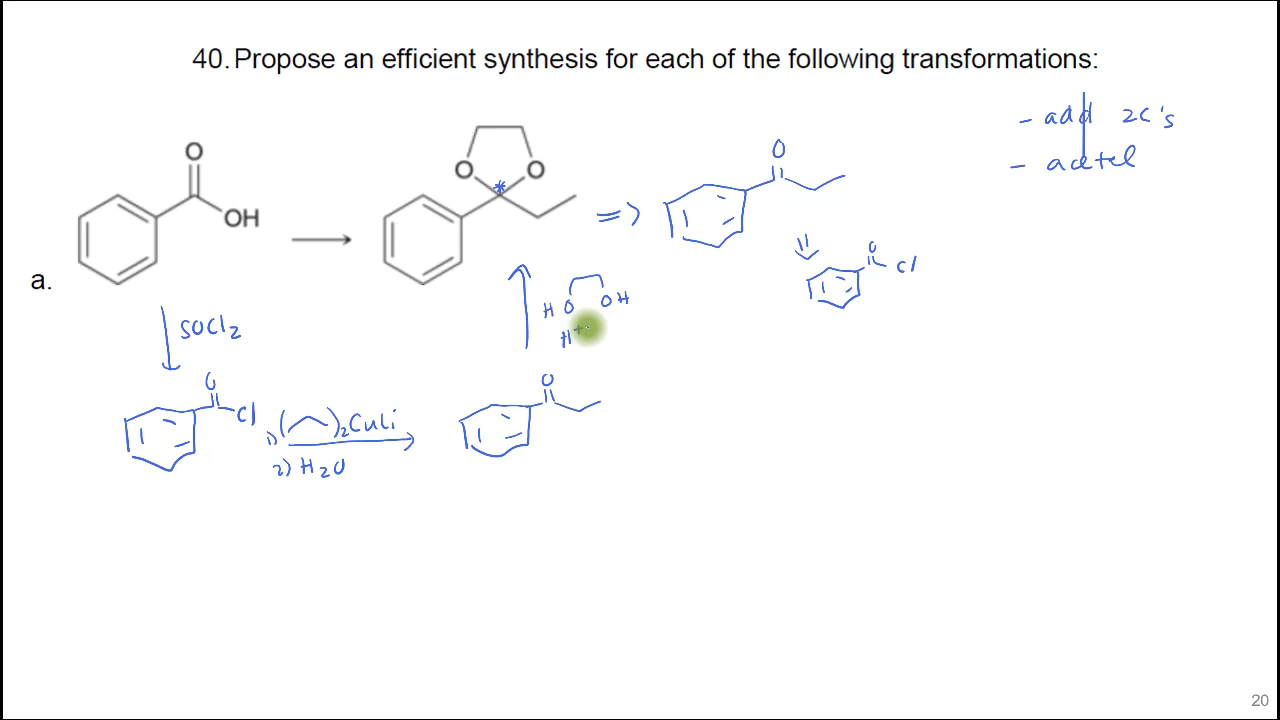 40. Propose an efficient synthesis for each of the following transformations:
- add 2C's
- acetel
O
OH
O O
*
=>
O
O
Cl
a.
SOCl2
HO OH
H+
O
Cl
1) ( )2CuLi
2) H2O
O
20